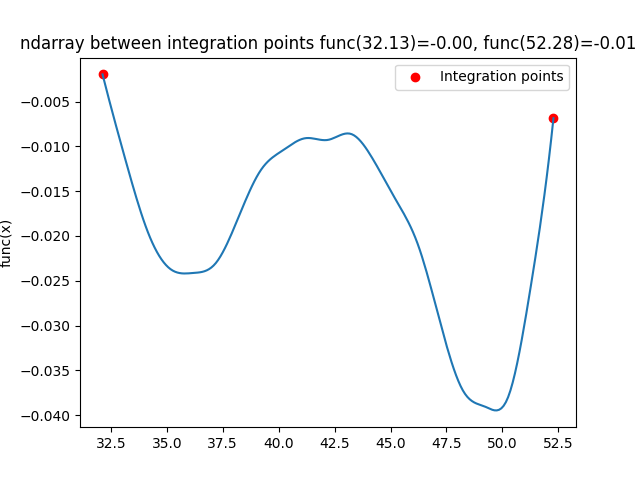 ndarray between integration points func(32.13)=-0.00, func(52.28)=-0.01
Integration points
func(x)
−0.005
−0.010
−0.015
−0.020
−0.025
−0.030
−0.035
−0.040
32.5 35.0 37.5 40.0 42.5 45.0 47.5 50.0 52.5